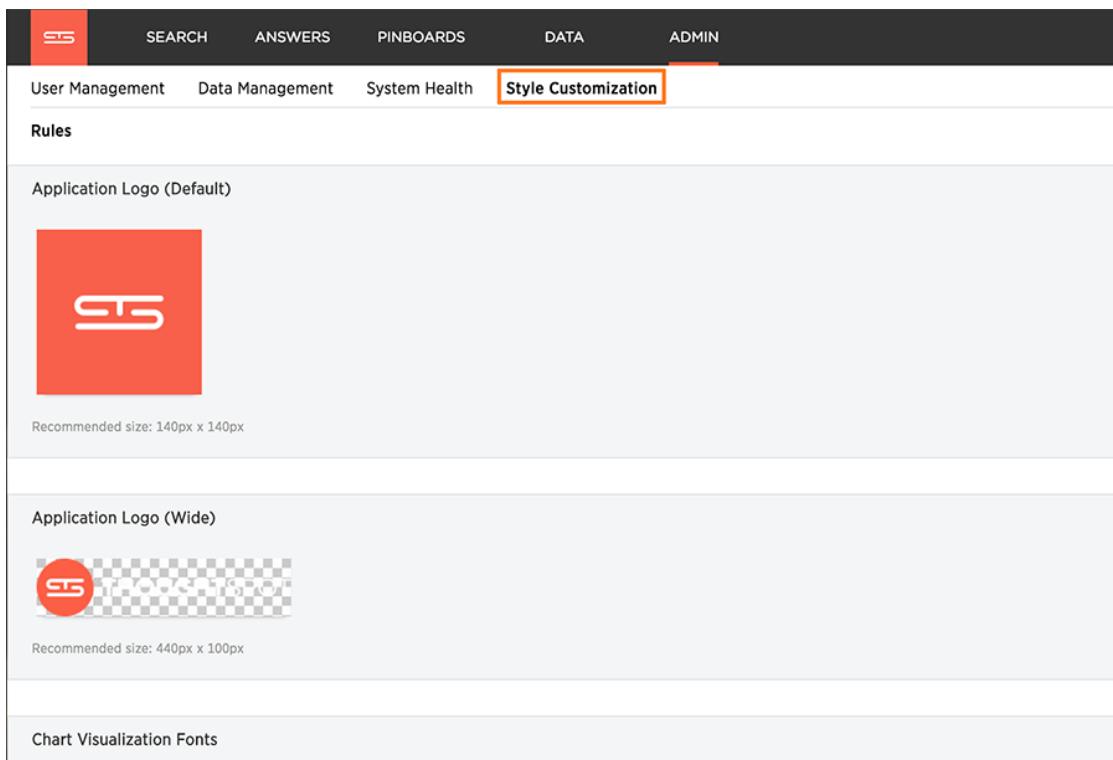 SEARCH ANSWERS PINBOARDS DATA ADMIN
User Management Data Management System Health Style Customization
Rules
Application Logo (Default)
Recommended size: 140px x 140px
Application Logo (Wide)
THOUGHTSPOT
Recommended size: 440px x 100px
Chart Visualization Fonts